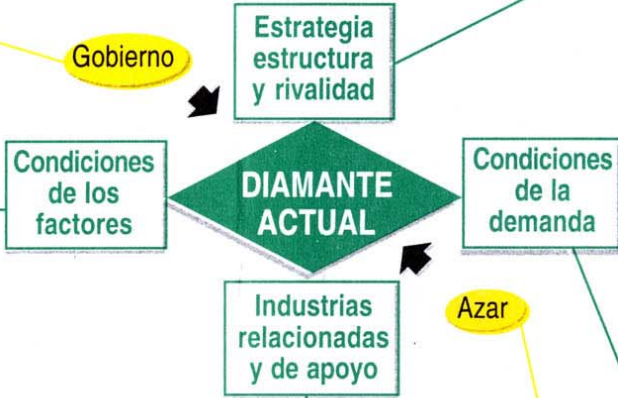 Estrategia
estructura
y rivalidad
Gobierno
Condiciones
de los
factores
DIAMANTE
ACTUAL
Condiciones
de la
demanda
Industrias
relacionadas
y de apoyo
Azar